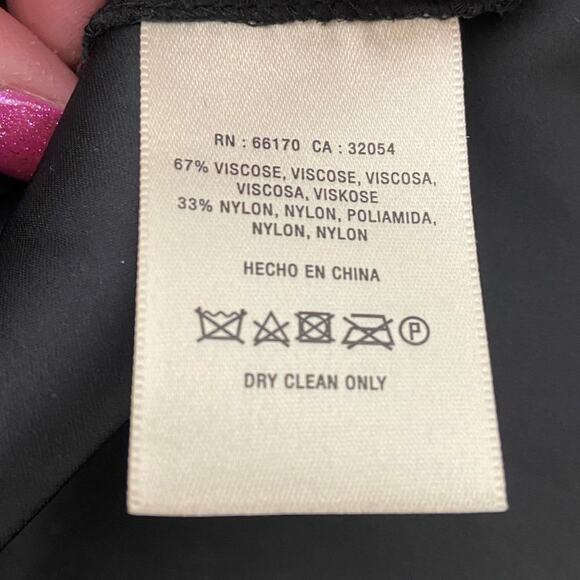 RN : 66170 CA : 32054
67% VISCOSE, VISCOSE, VISCOSA,
VISCOSA, VISKOSE
33% NYLON, NYLON, POLIAMIDA,
NYLON, NYLON
HECHO EN CHINA
P
DRY CLEAN ONLY